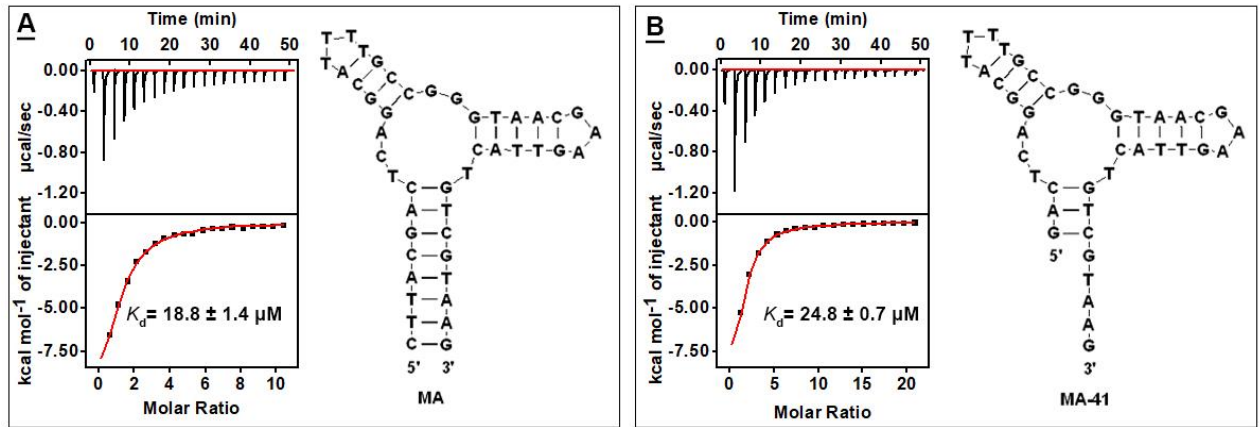 A
Time (min)
0 10 20 30 40 50
0.00
-0.40
-0.80
-1.20
µcal/sec
0.00
-2.50
-5.00
-7.50
kcal mol⁻¹ of injectant
Kd= 18.8 ± 1.4 µM
0 2 4 6 8 10
Molar Ratio
CTTACGACTCAGGCATTTTGCCGGGTAACGAAGTTACTGTCGTAAG
5' 3'
MA
B
Time (min)
0 10 20 30 40 50
0.00
-0.40
-0.80
-1.20
µcal/sec
0.00
-2.50
-5.00
-7.50
kcal mol⁻¹ of injectant
Kd= 24.8 ± 0.7 µM
0 5 10 15 20
Molar Ratio
GACTCAGGCATTTTGCCGGGTAACGAAGTTACTGTCGTAAG
5'
3'
MA-41